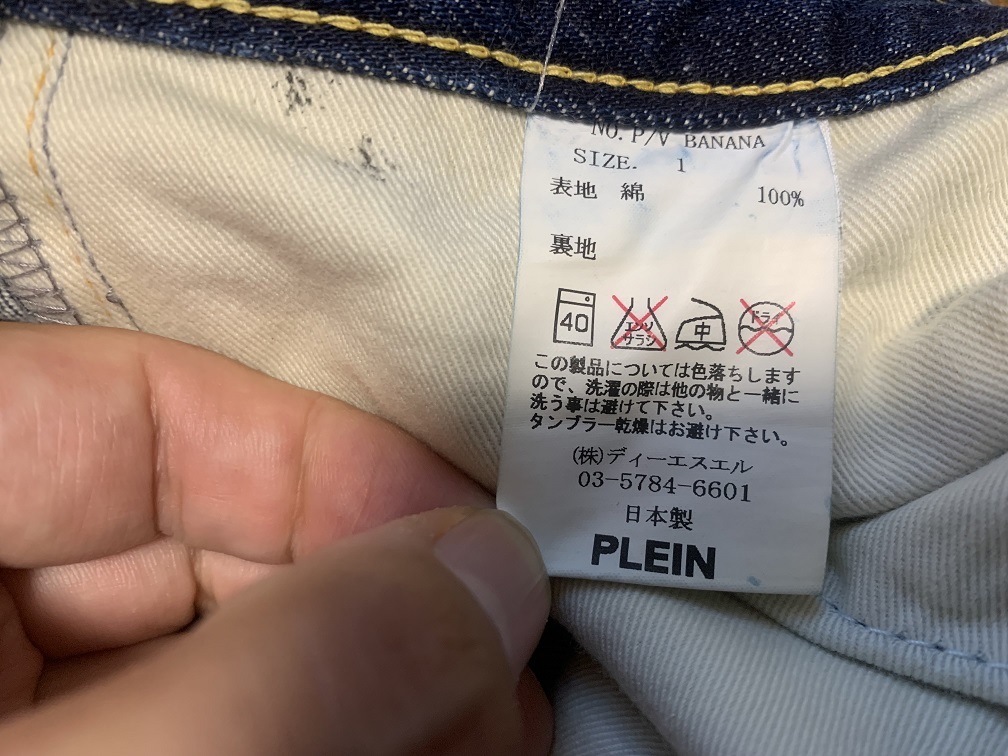 NO. P/V BANANA
SIZE. 1
表地 綿 100%
裏地
40 エンソサラシ 中 ドライ
この製品については色落ちします
ので、洗濯の際は他の物と一緒に
洗う事は避けて下さい。
タンブラー乾燥はお避け下さい。
(株)ディーエスエル
03-5784-6601
日本製
PLEIN